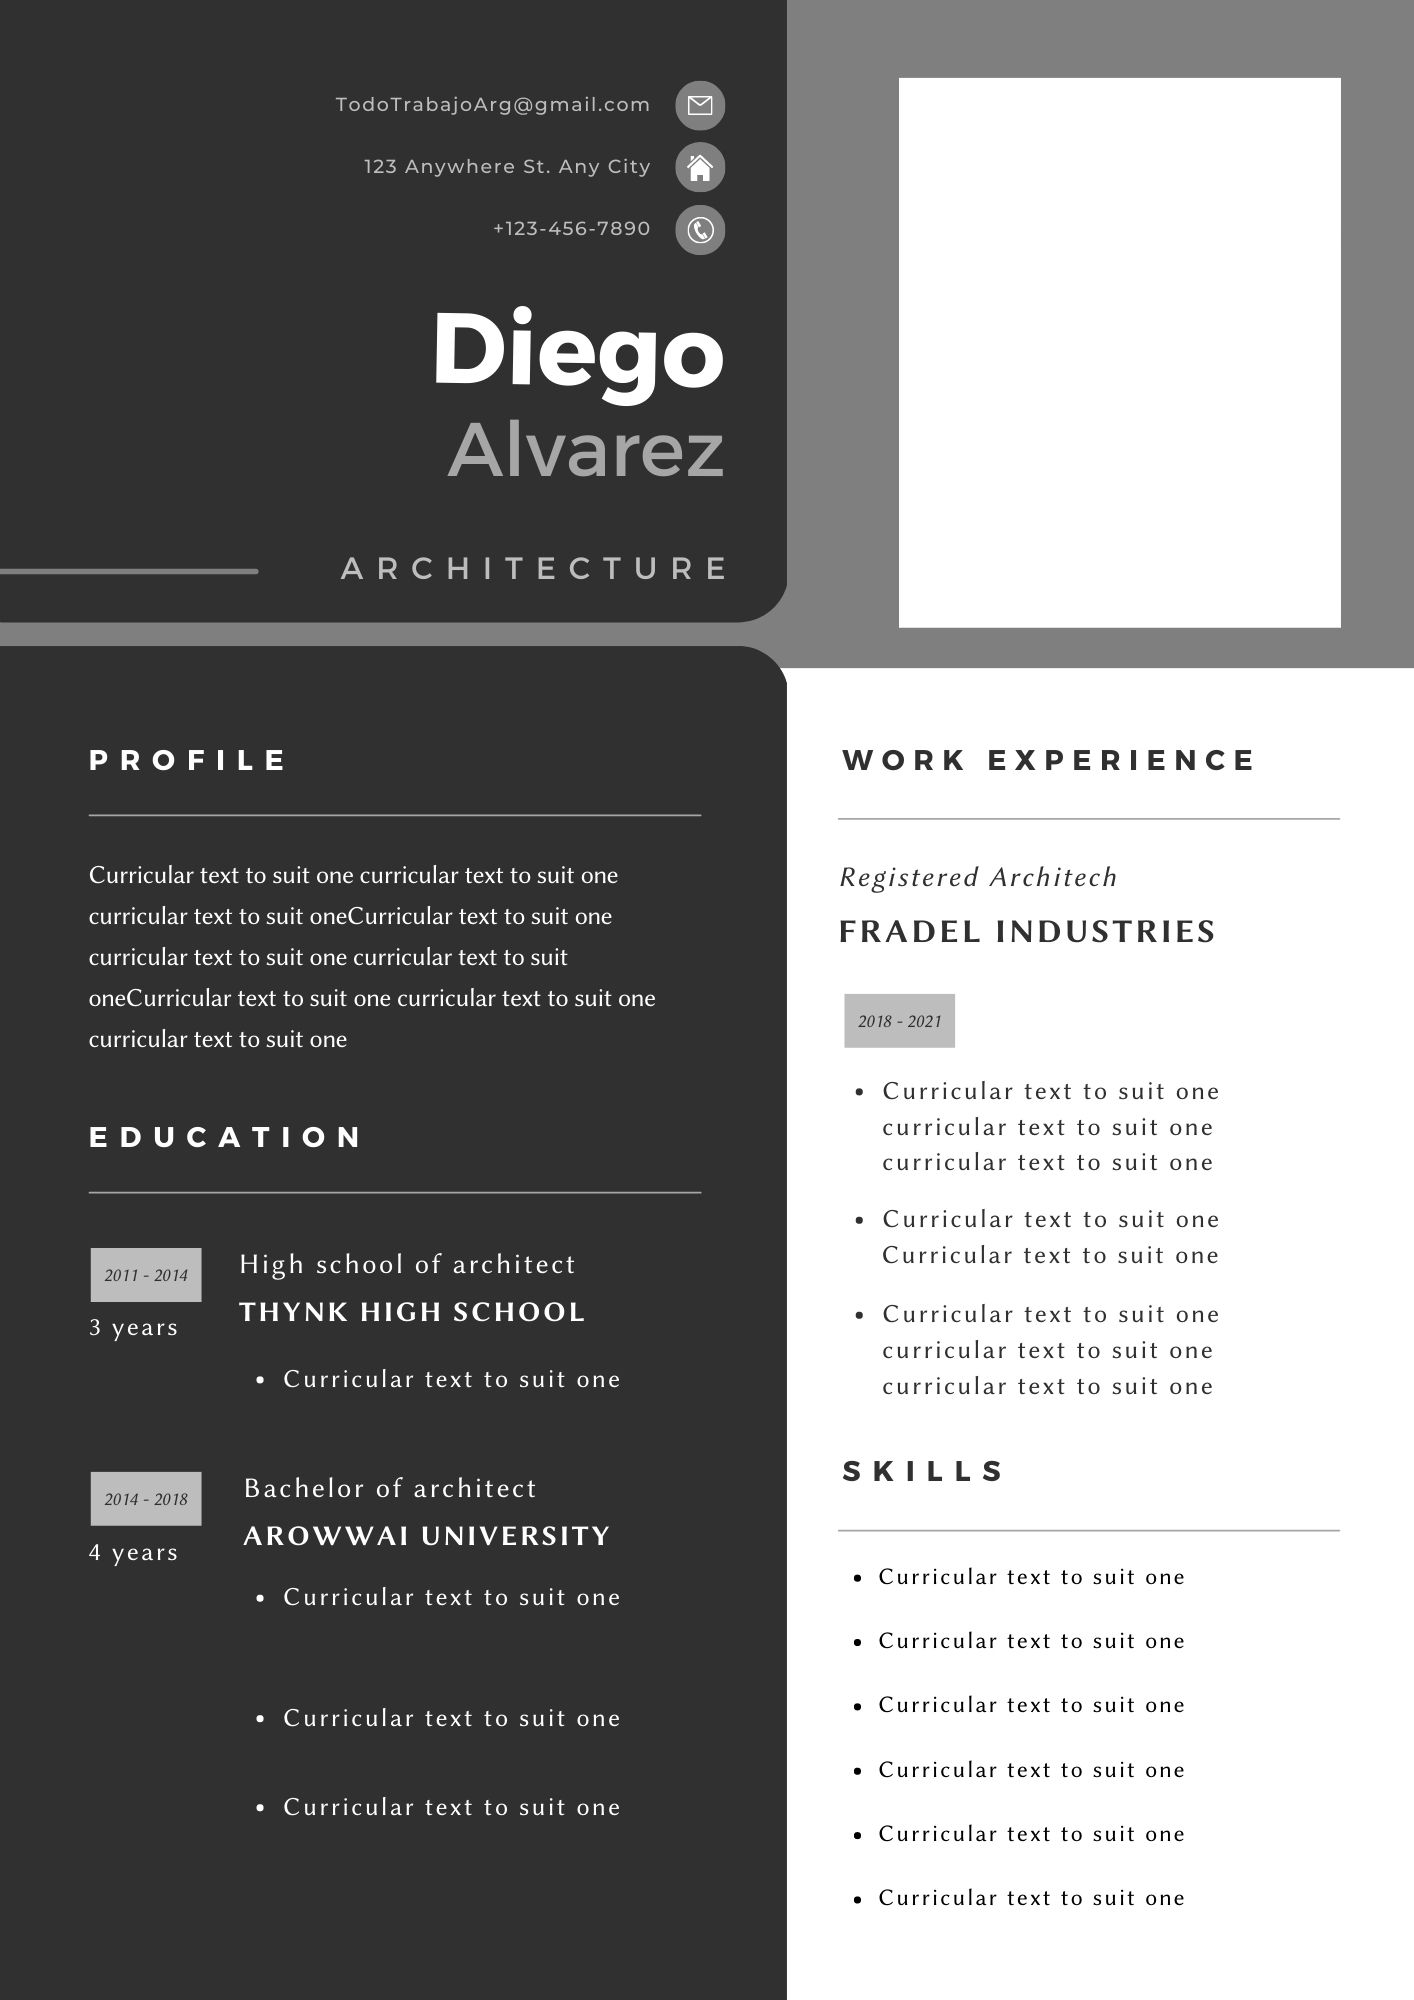 TodoTrabajoArg@gmail.com
123 Anywhere St. Any City
+123-456-7890
Diego
Alvarez
ARCHITECTURE
PROFILE
Curricular text to suit one curricular text to suit one
curricular text to suit oneCurricular text to suit one
curricular text to suit one curricular text to suit
oneCurricular text to suit one curricular text to suit one
curricular text to suit one
EDUCATION
2011 - 2014
3 years
High school of architect
THYNK HIGH SCHOOL
• Curricular text to suit one
2014 - 2018
4 years
Bachelor of architect
AROWWAI UNIVERSITY
• Curricular text to suit one
• Curricular text to suit one
• Curricular text to suit one
WORK EXPERIENCE
Registered Architech
FRADEL INDUSTRIES
2018 - 2021
• Curricular text to suit one
curricular text to suit one
curricular text to suit one
• Curricular text to suit one
Curricular text to suit one
• Curricular text to suit one
curricular text to suit one
curricular text to suit one
SKILLS
• Curricular text to suit one
• Curricular text to suit one
• Curricular text to suit one
• Curricular text to suit one
• Curricular text to suit one
• Curricular text to suit one